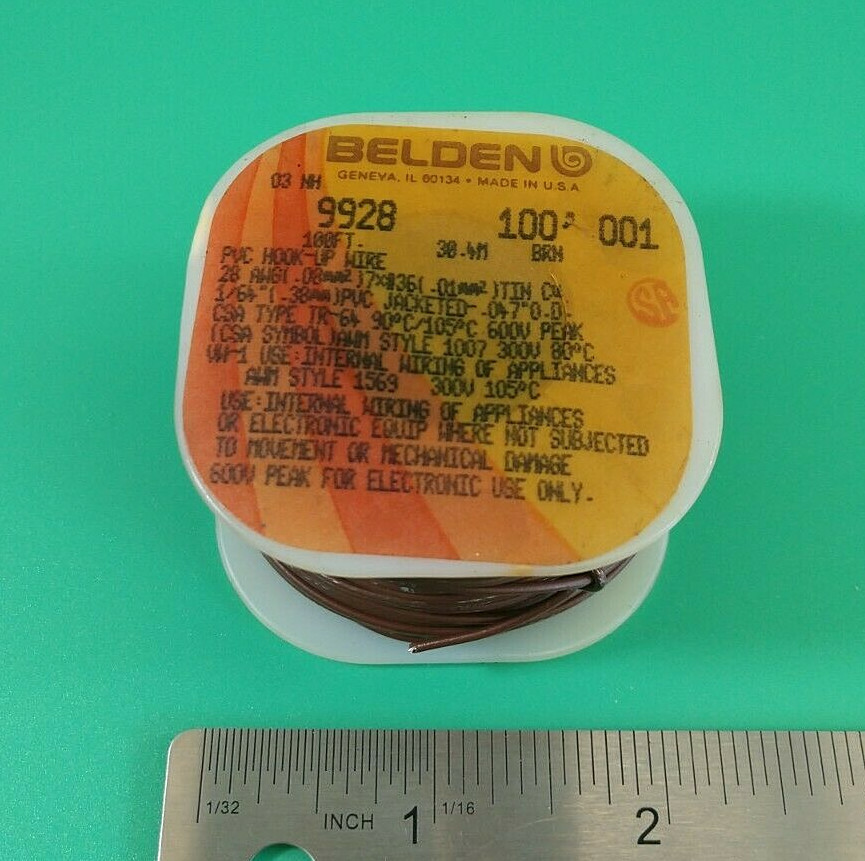 BELDEN
GENEVA, IL 60134 • MADE IN U.S.A
03 NH
9928 100' 001
100FT. 30.4M BRN
PVC HOOK-UP WIRE
28 AWG(.08mm²)7x#36(.01mm²)TIN CU
1/64"(.38mm)PVC JACKETED-.047"O.D.
CSA TYPE TR-64 90°C/105°C 600V PEAK
(CSA SYMBOL)AWM STYLE 1007 300V 80°C
VW-1 USE:INTERNAL WIRING OF APPLIANCES
AWM STYLE 1569 300V 105°C
USE:INTERNAL WIRING OF APPLIANCES
OR ELECTRONIC EQUIP WHERE NOT SUBJECTED
TO MOVEMENT OR MECHANICAL DAMAGE
600V PEAK FOR ELECTRONIC USE ONLY.
1/32 INCH 1 1/16 2